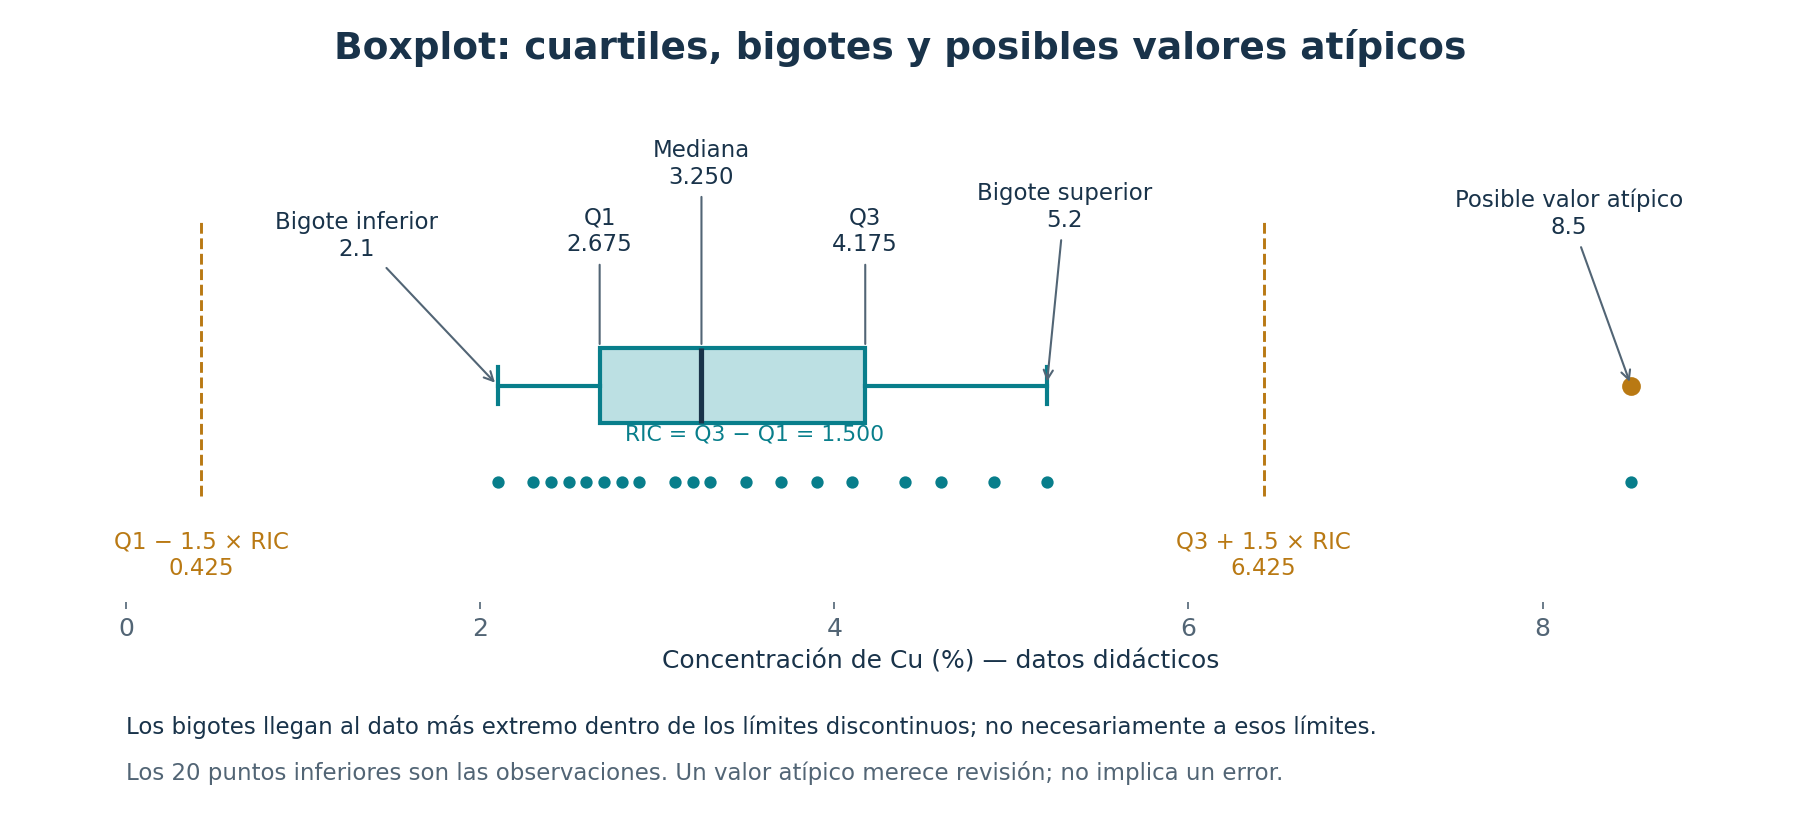 Boxplot: cuartiles, bigotes y posibles valores atípicos
Mediana
3.250
Bigote inferior
2.1
Q1
2.675
Q3
4.175
Bigote superior
5.2
Posible valor atípico
8.5
RIC = Q3 − Q1 = 1.500
Q1 − 1.5 × RIC
0.425
Q3 + 1.5 × RIC
6.425
0
2
4
6
8
Concentración de Cu (%) — datos didácticos
Los bigotes llegan al dato más extremo dentro de los límites discontinuos; no necesariamente a esos límites.
Los 20 puntos inferiores son las observaciones. Un valor atípico merece revisión; no implica un error.